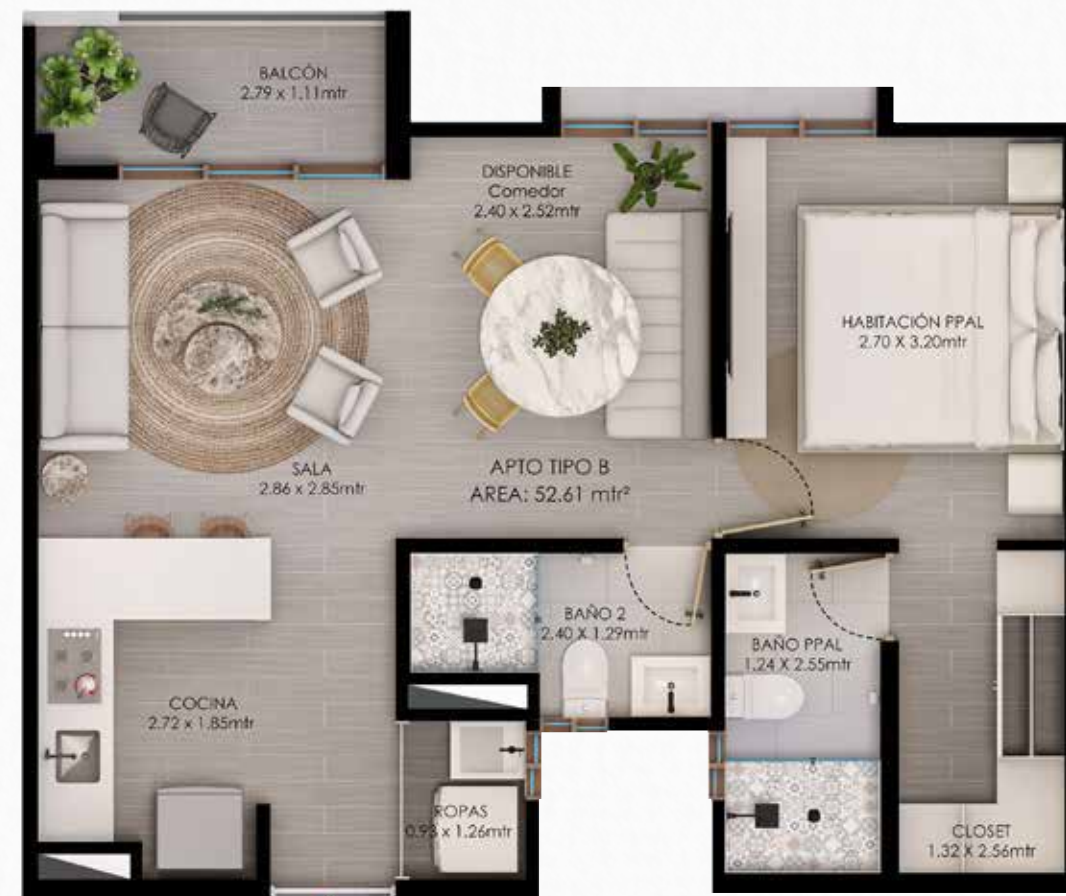 BALCÓN
2.79 x 1.11mtr
DISPONIBLE
Comedor
2.40 x 2.52mtr
HABITACIÓN PPAL
2.70 X 3.20mtr
SALA
2.86 x 2.85mtr
APTO TIPO B
AREA: 52.61 mtr²
BAÑO 2
2.40 X 1.29mtr
BAÑO PPAL
1.24 X 2.55mtr
COCINA
2.72 x 1.85mtr
ROPAS
0.93 x 1.26mtr
CLOSET
1.32 X 2.56mtr